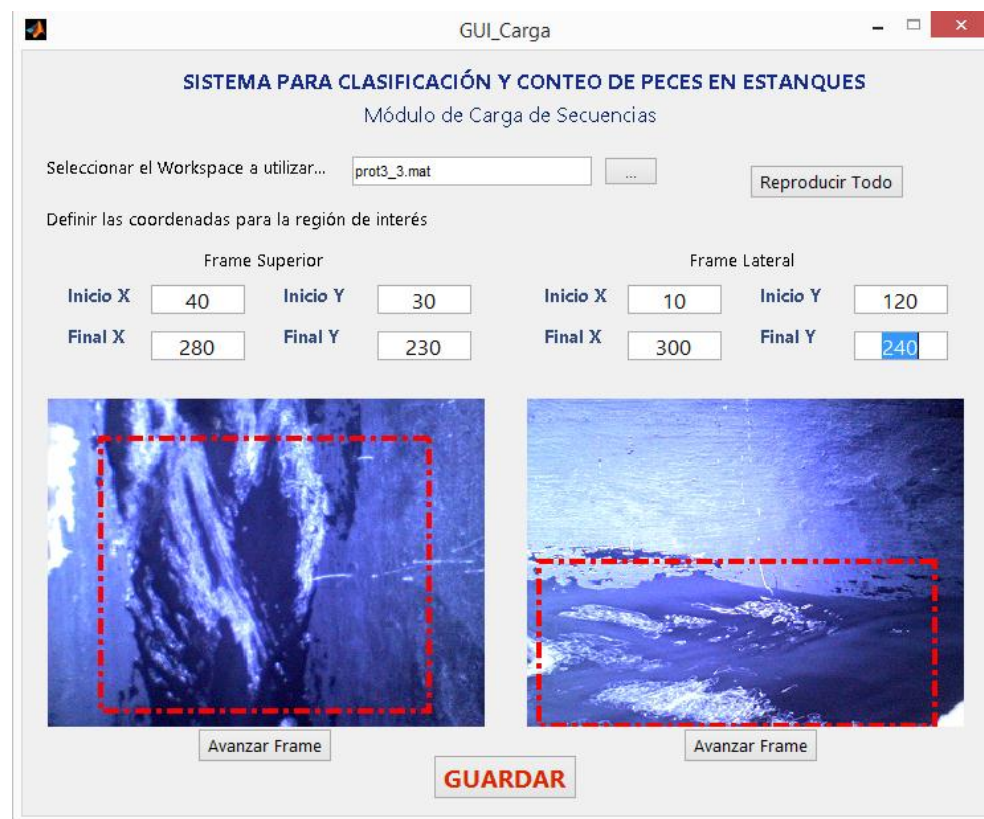 GUI_Carga
SISTEMA PARA CLASIFICACIÓN Y CONTEO DE PECES EN ESTANQUES
Módulo de Carga de Secuencias
Seleccionar el Workspace a utilizar... prot3_3.mat ... Reproducir Todo
Definir las coordenadas para la región de interés
Frame Superior Frame Lateral
Inicio X 40 Inicio Y 30 Inicio X 10 Inicio Y 120
Final X 280 Final Y 230 Final X 300 Final Y 240
Avanzar Frame Avanzar Frame
GUARDAR